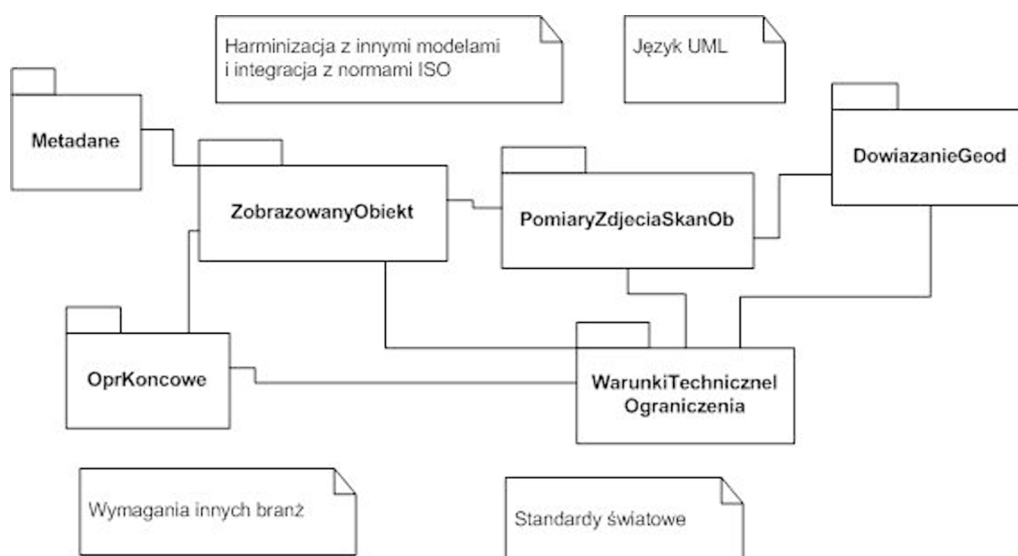 Harminizacja z innymi modelami
i integracja z normami ISO
Język UML
Metadane
DowiazanieGeod
ZobrazowanyObiekt
PomiaryZdjeciaSkanOb
OprKoncowe
WarunkiTechniczneI
Ograniczenia
Wymagania innych branż
Standardy światowe